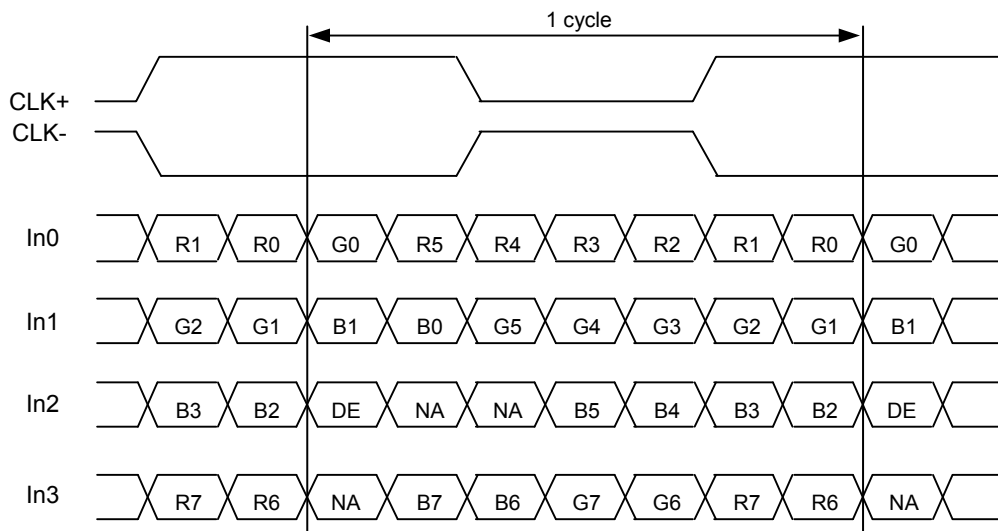 1 cycle
CLK+
CLK-
In0 R1 R0 G0 R5 R4 R3 R2 R1 R0 G0
In1 G2 G1 B1 B0 G5 G4 G3 G2 G1 B1
In2 B3 B2 DE NA NA B5 B4 B3 B2 DE
In3 R7 R6 NA B7 B6 G7 G6 R7 R6 NA